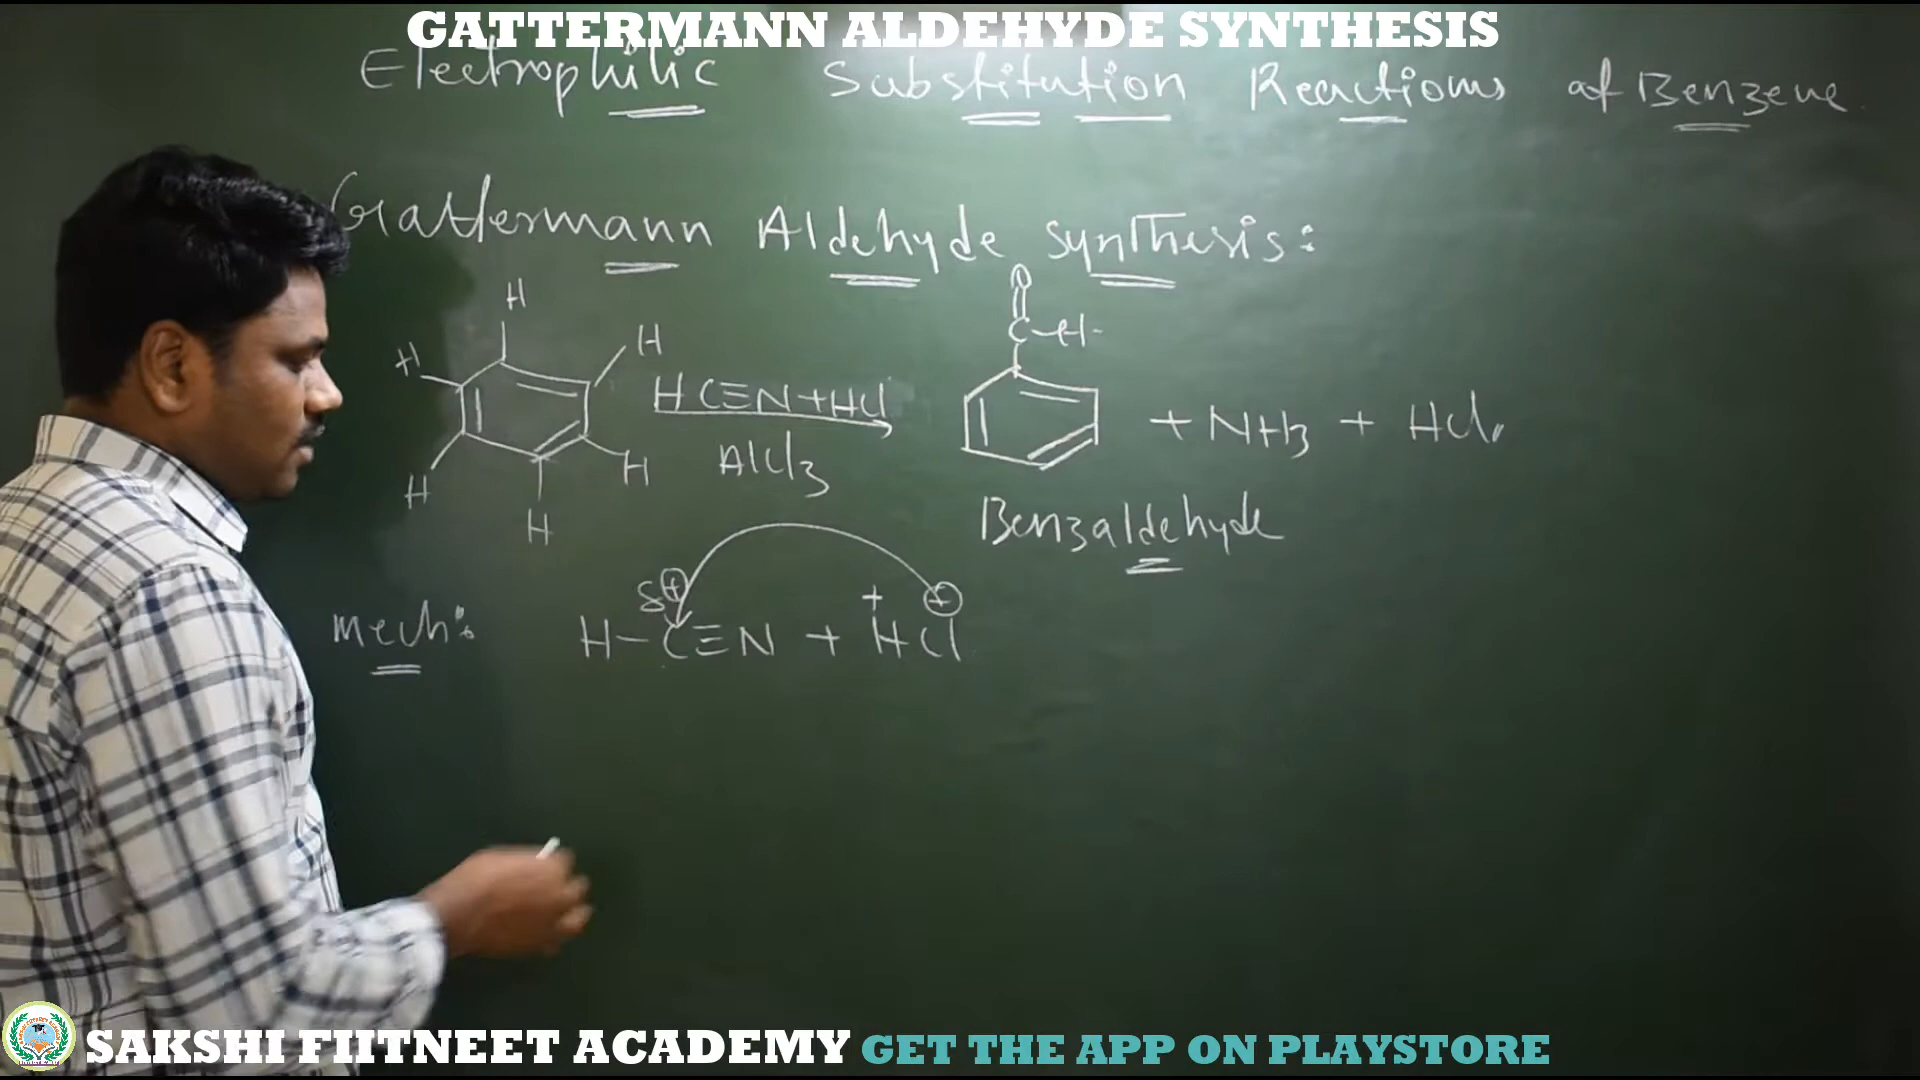 GATTERMANN ALDEHYDE SYNTHESIS
Electrophilic Substitution Reactions of Benzene.
Gattermann Aldehyde synthesis:
H
H
H
H
H
H
HC≡N+HCl
AlCl3
O
C-H
+ NH3 + HCl
Benzaldehyde
mech:
δ+
+
+
H-C≡N + HCl
SAKSHI FIITNEET ACADEMY GET THE APP ON PLAYSTORE